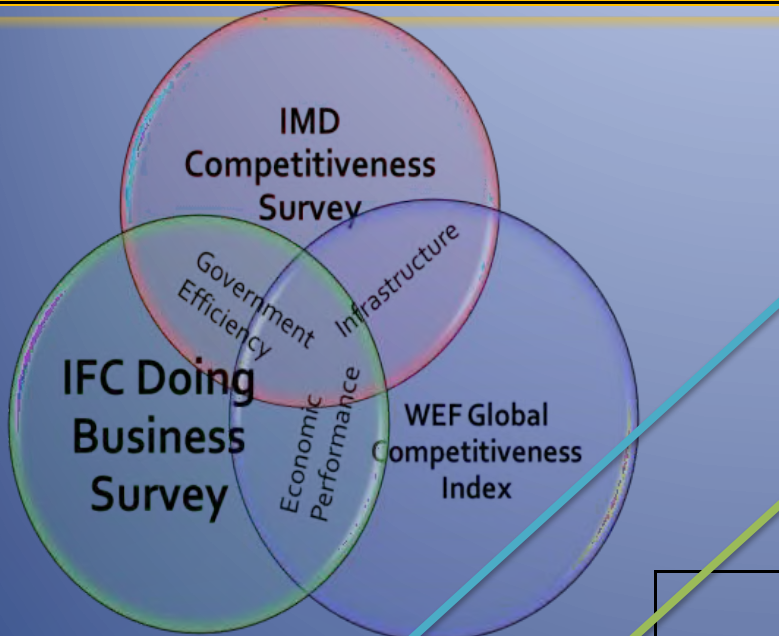 IMD
Competitiveness
Survey
Government
Efficiency
Infrastructure
IFC Doing
Business
Survey
Economic
Performance
WEF Global
Competitiveness
Index